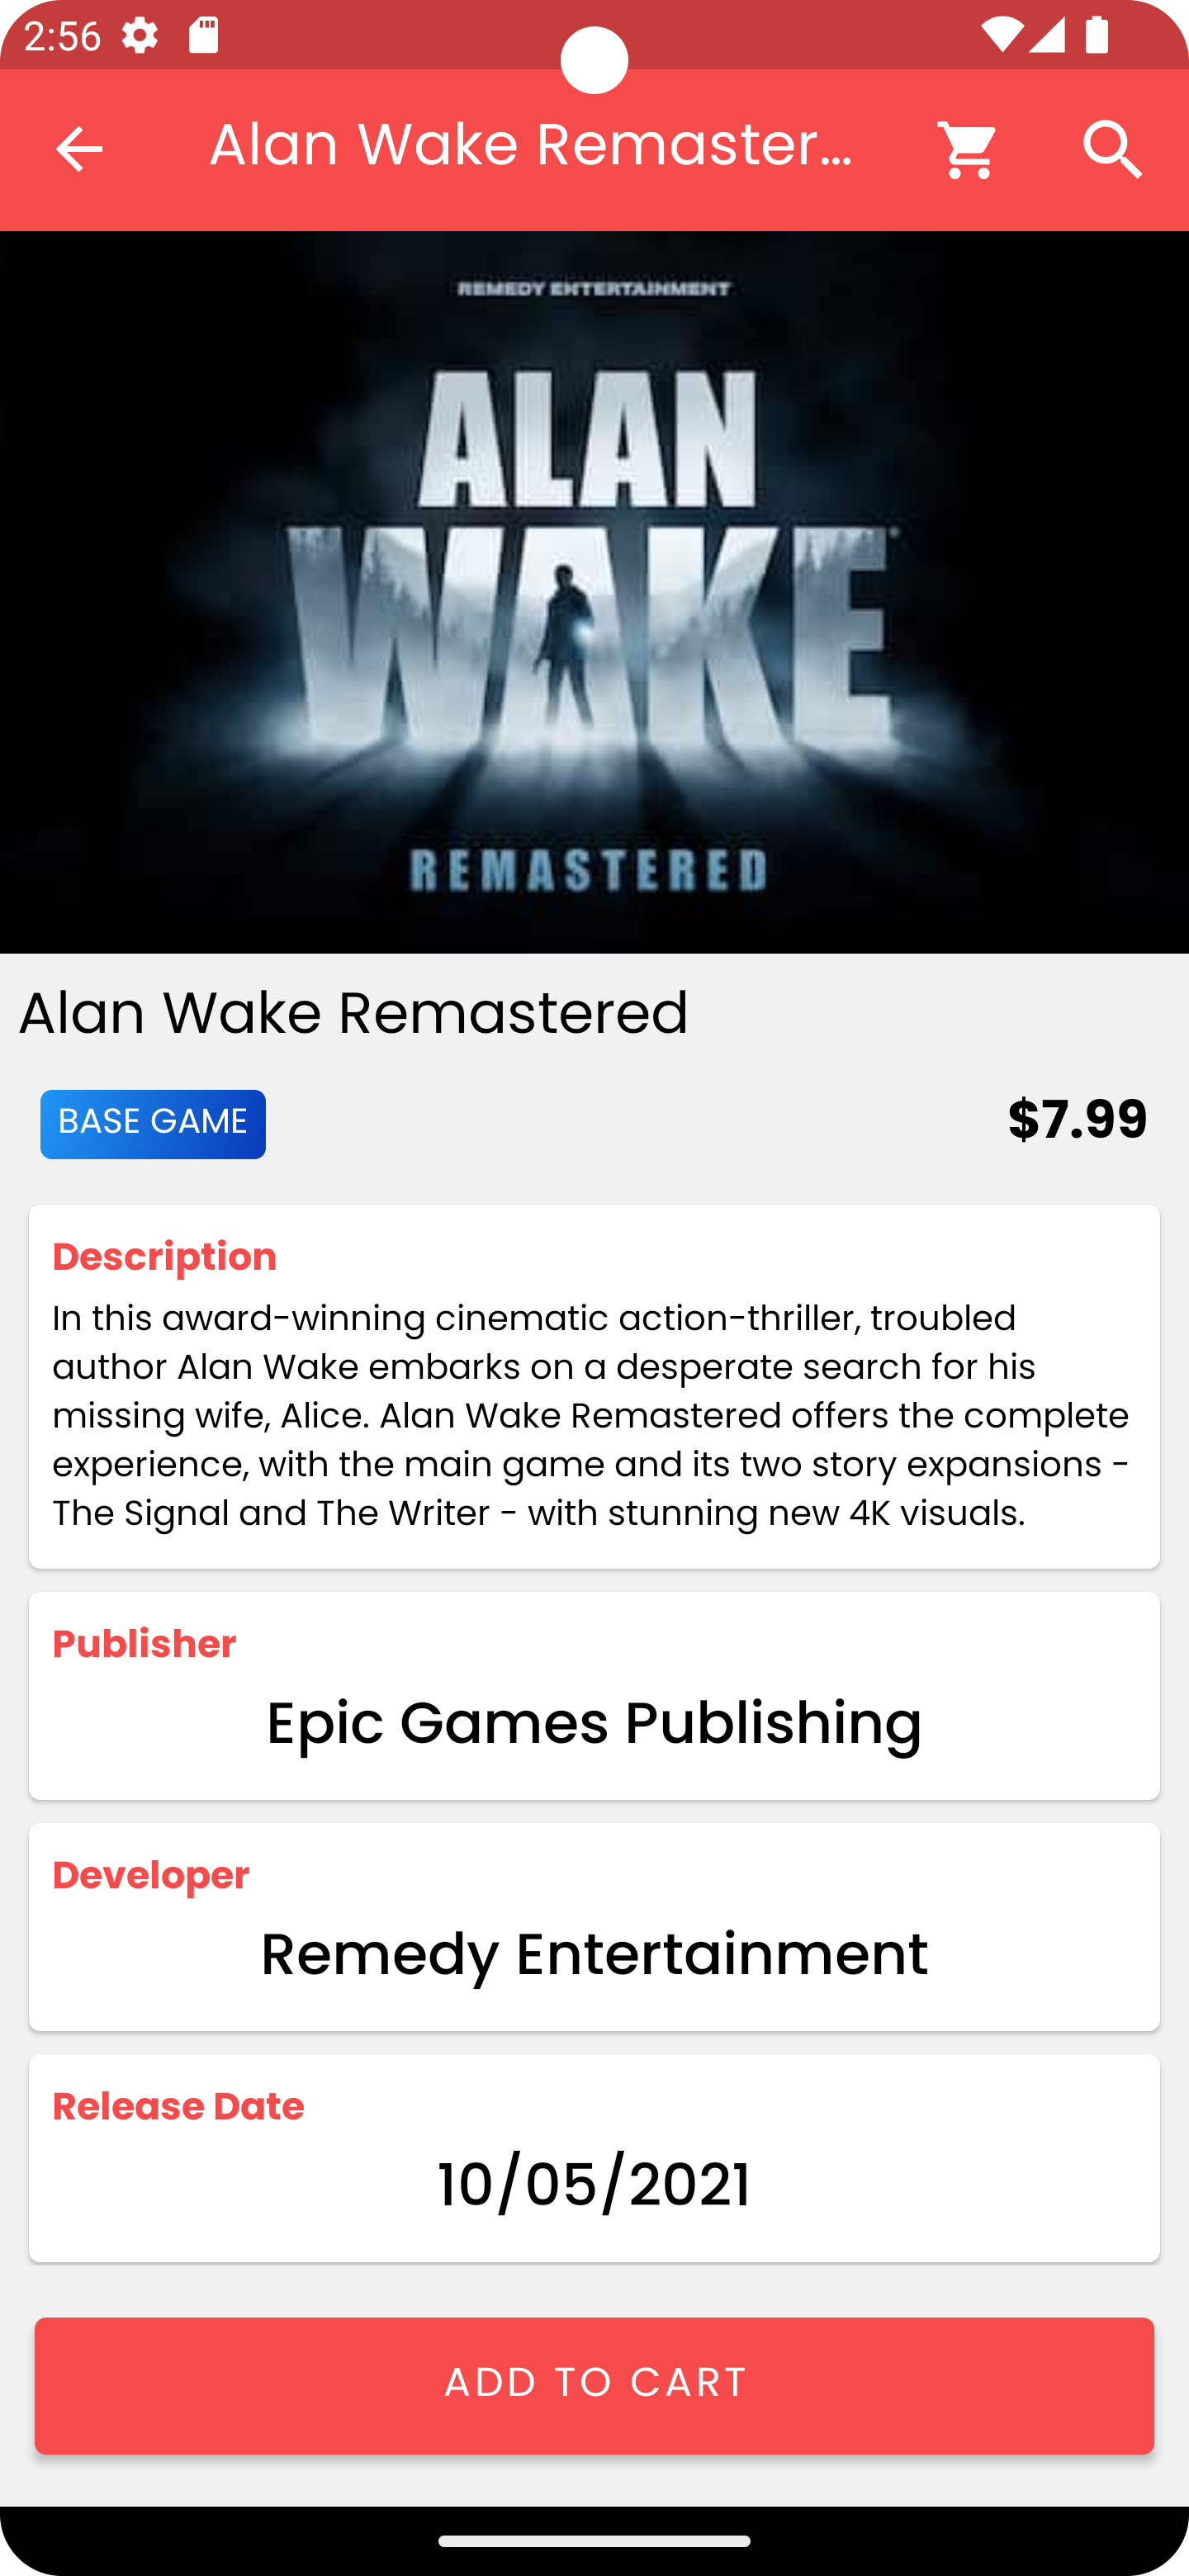 2:56
Alan Wake Remaster...
REMEDY ENTERTAINMENT
ALAN
WAKE
REMASTERED
Alan Wake Remastered
BASE GAME
$7.99
Description
In this award-winning cinematic action-thriller, troubled
author Alan Wake embarks on a desperate search for his
missing wife, Alice. Alan Wake Remastered offers the complete
experience, with the main game and its two story expansions -
The Signal and The Writer - with stunning new 4K visuals.
Publisher
Epic Games Publishing
Developer
Remedy Entertainment
Release Date
10/05/2021
ADD TO CART